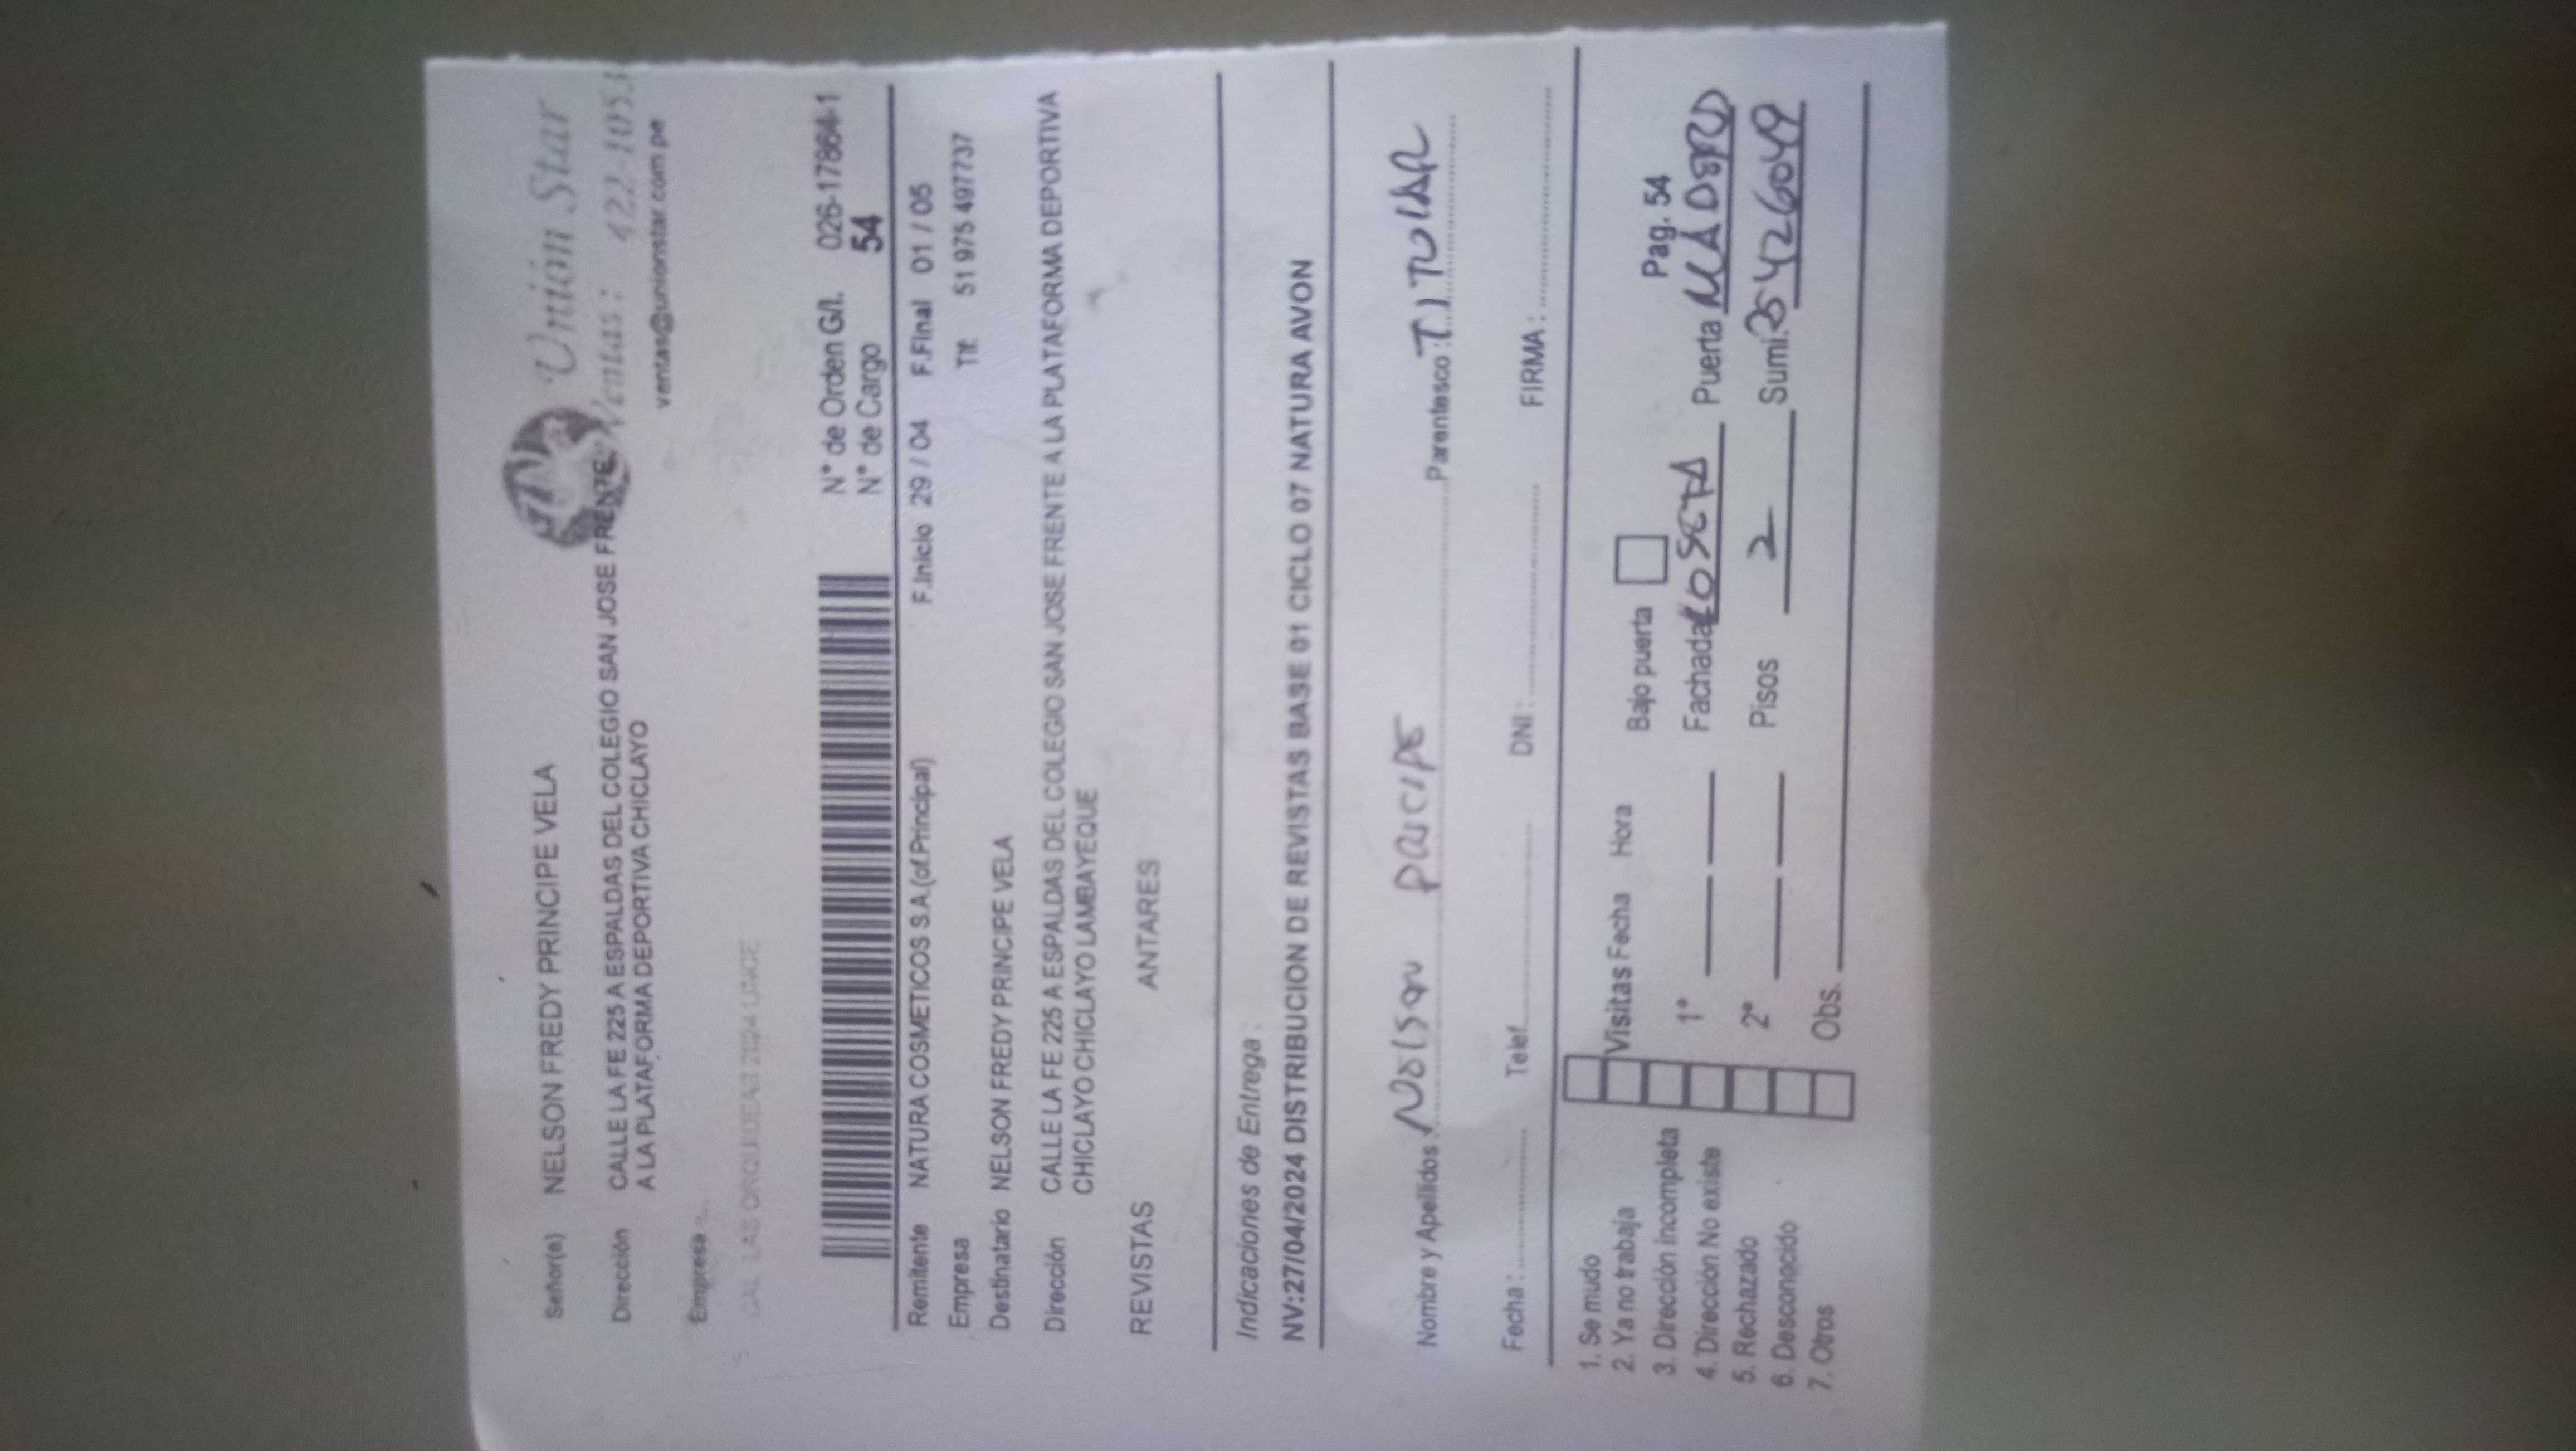 Unión Star
Ventas: 422-1053
ventas@unionstar.com.pe
Señor(a) NELSON FREDY PRINCIPE VELA
Dirección CALLE LA FE 225 A ESPALDAS DEL COLEGIO SAN JOSE FRENTE
A LA PLATAFORMA DEPORTIVA CHICLAYO
Empresa
CAL. LAS ORQUIDEAS
N° de Orden G/I. 026-178664-1
N° de Cargo 54
Remitente NATURA COSMETICOS S.A.(of.Principal) F.Inicio 29 / 04 F.Final 01 / 05
Empresa Tlf. 51 975 497737
Destinatario NELSON FREDY PRINCIPE VELA
Dirección CALLE LA FE 225 A ESPALDAS DEL COLEGIO SAN JOSE FRENTE A LA PLATAFORMA DEPORTIVA
CHICLAYO CHICLAYO LAMBAYEQUE
REVISTAS ANTARES
Indicaciones de Entrega :
NV:27/04/2024 DISTRIBUCION DE REVISTAS BASE 01 CICLO 07 NATURA AVON
Nombre y Apellidos : Parentesco : TITULAR
Fecha : Telef. DNI : FIRMA :
1. Se mudo
2. Ya no trabaja
3. Dirección incompleta
4. Dirección No existe
5. Rechazado
6. Desconocido
7. Otros
Visitas Fecha Hora Bajo puerta Pag. 54
1° Fachada LOSETA Puerta MADERA
2° Pisos 2 Sumi. 25426049
Obs.